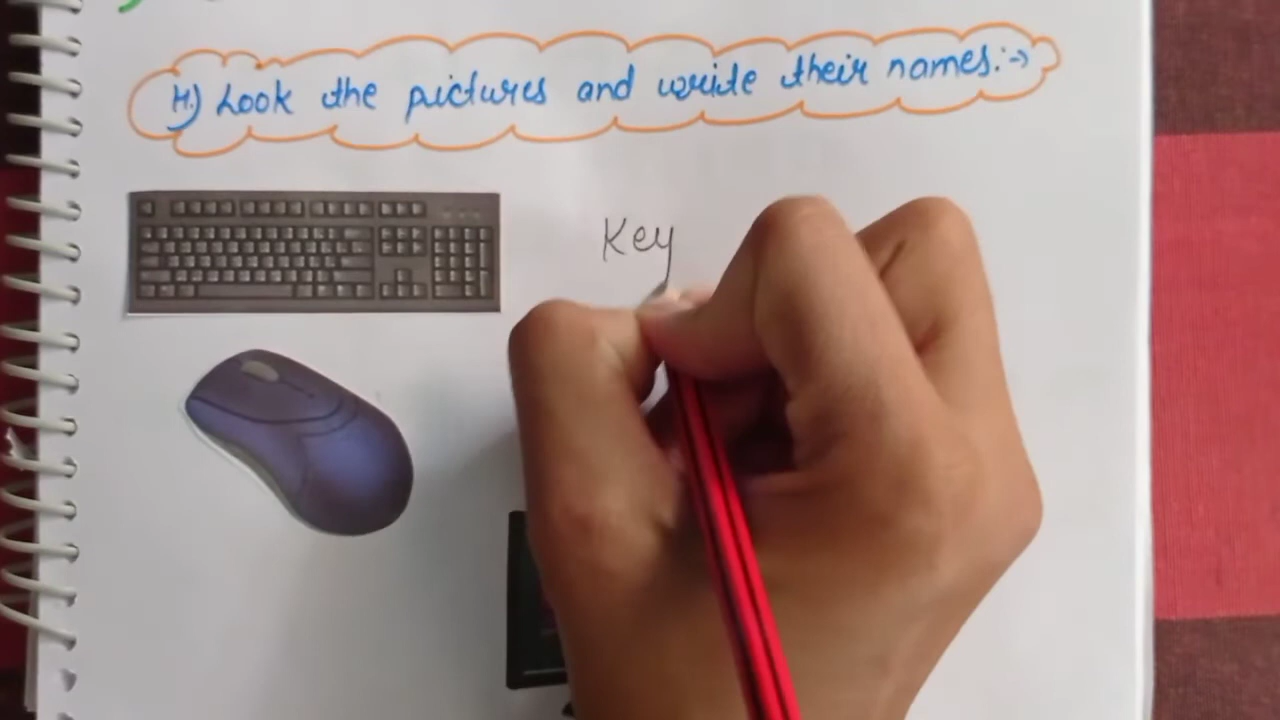 H.) Look the pictures and write their names.:→
Key